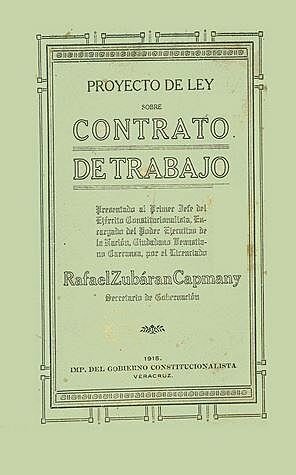 PROYECTO DE LEY
SOBRE
CONTRATO
DE TRABAJO
Presentado al Primer Jefe del
Ejército Constitucionalista, En-
cargado del Poder Ejecutivo de
la Nación, Ciudadano Venustia-
no Carranza, por el Licenciado
Rafael Zubáran Capmany
Secretario de Gobernación
1915.
IMP. DEL GOBIERNO CONSTITUCIONALISTA
VERACRUZ.